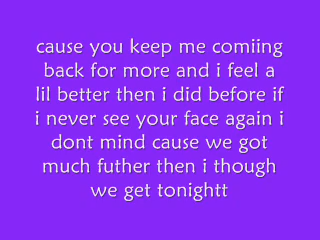 cause you keep me comiing
back for more and i feel a
lil better then i did before if
i never see your face again i
dont mind cause we got
much futher then i though
we get tonightt